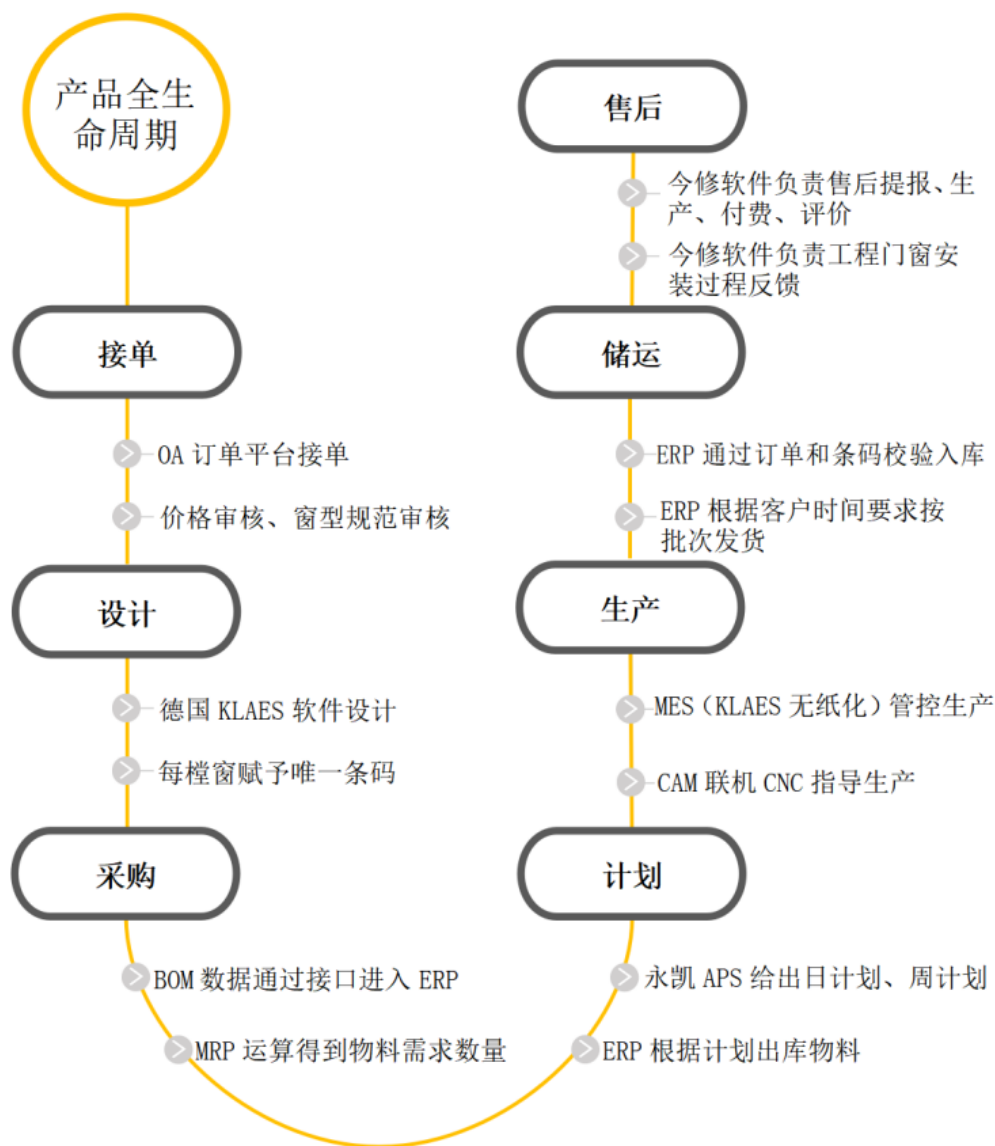 产品全生
命周期
接单
OA 订单平台接单
价格审核、窗型规范审核
设计
德国 KLAES 软件设计
每樘窗赋予唯一条码
采购
BOM 数据通过接口进入 ERP
MRP 运算得到物料需求数量
售后
今修软件负责售后提报、生
产、付费、评价
今修软件负责工程门窗安
装过程反馈
储运
ERP 通过订单和条码校验入库
ERP 根据客户时间要求按
批次发货
生产
MES（KLAES 无纸化）管控生产
CAM 联机 CNC 指导生产
计划
永凯 APS 给出日计划、周计划
ERP 根据计划出库物料